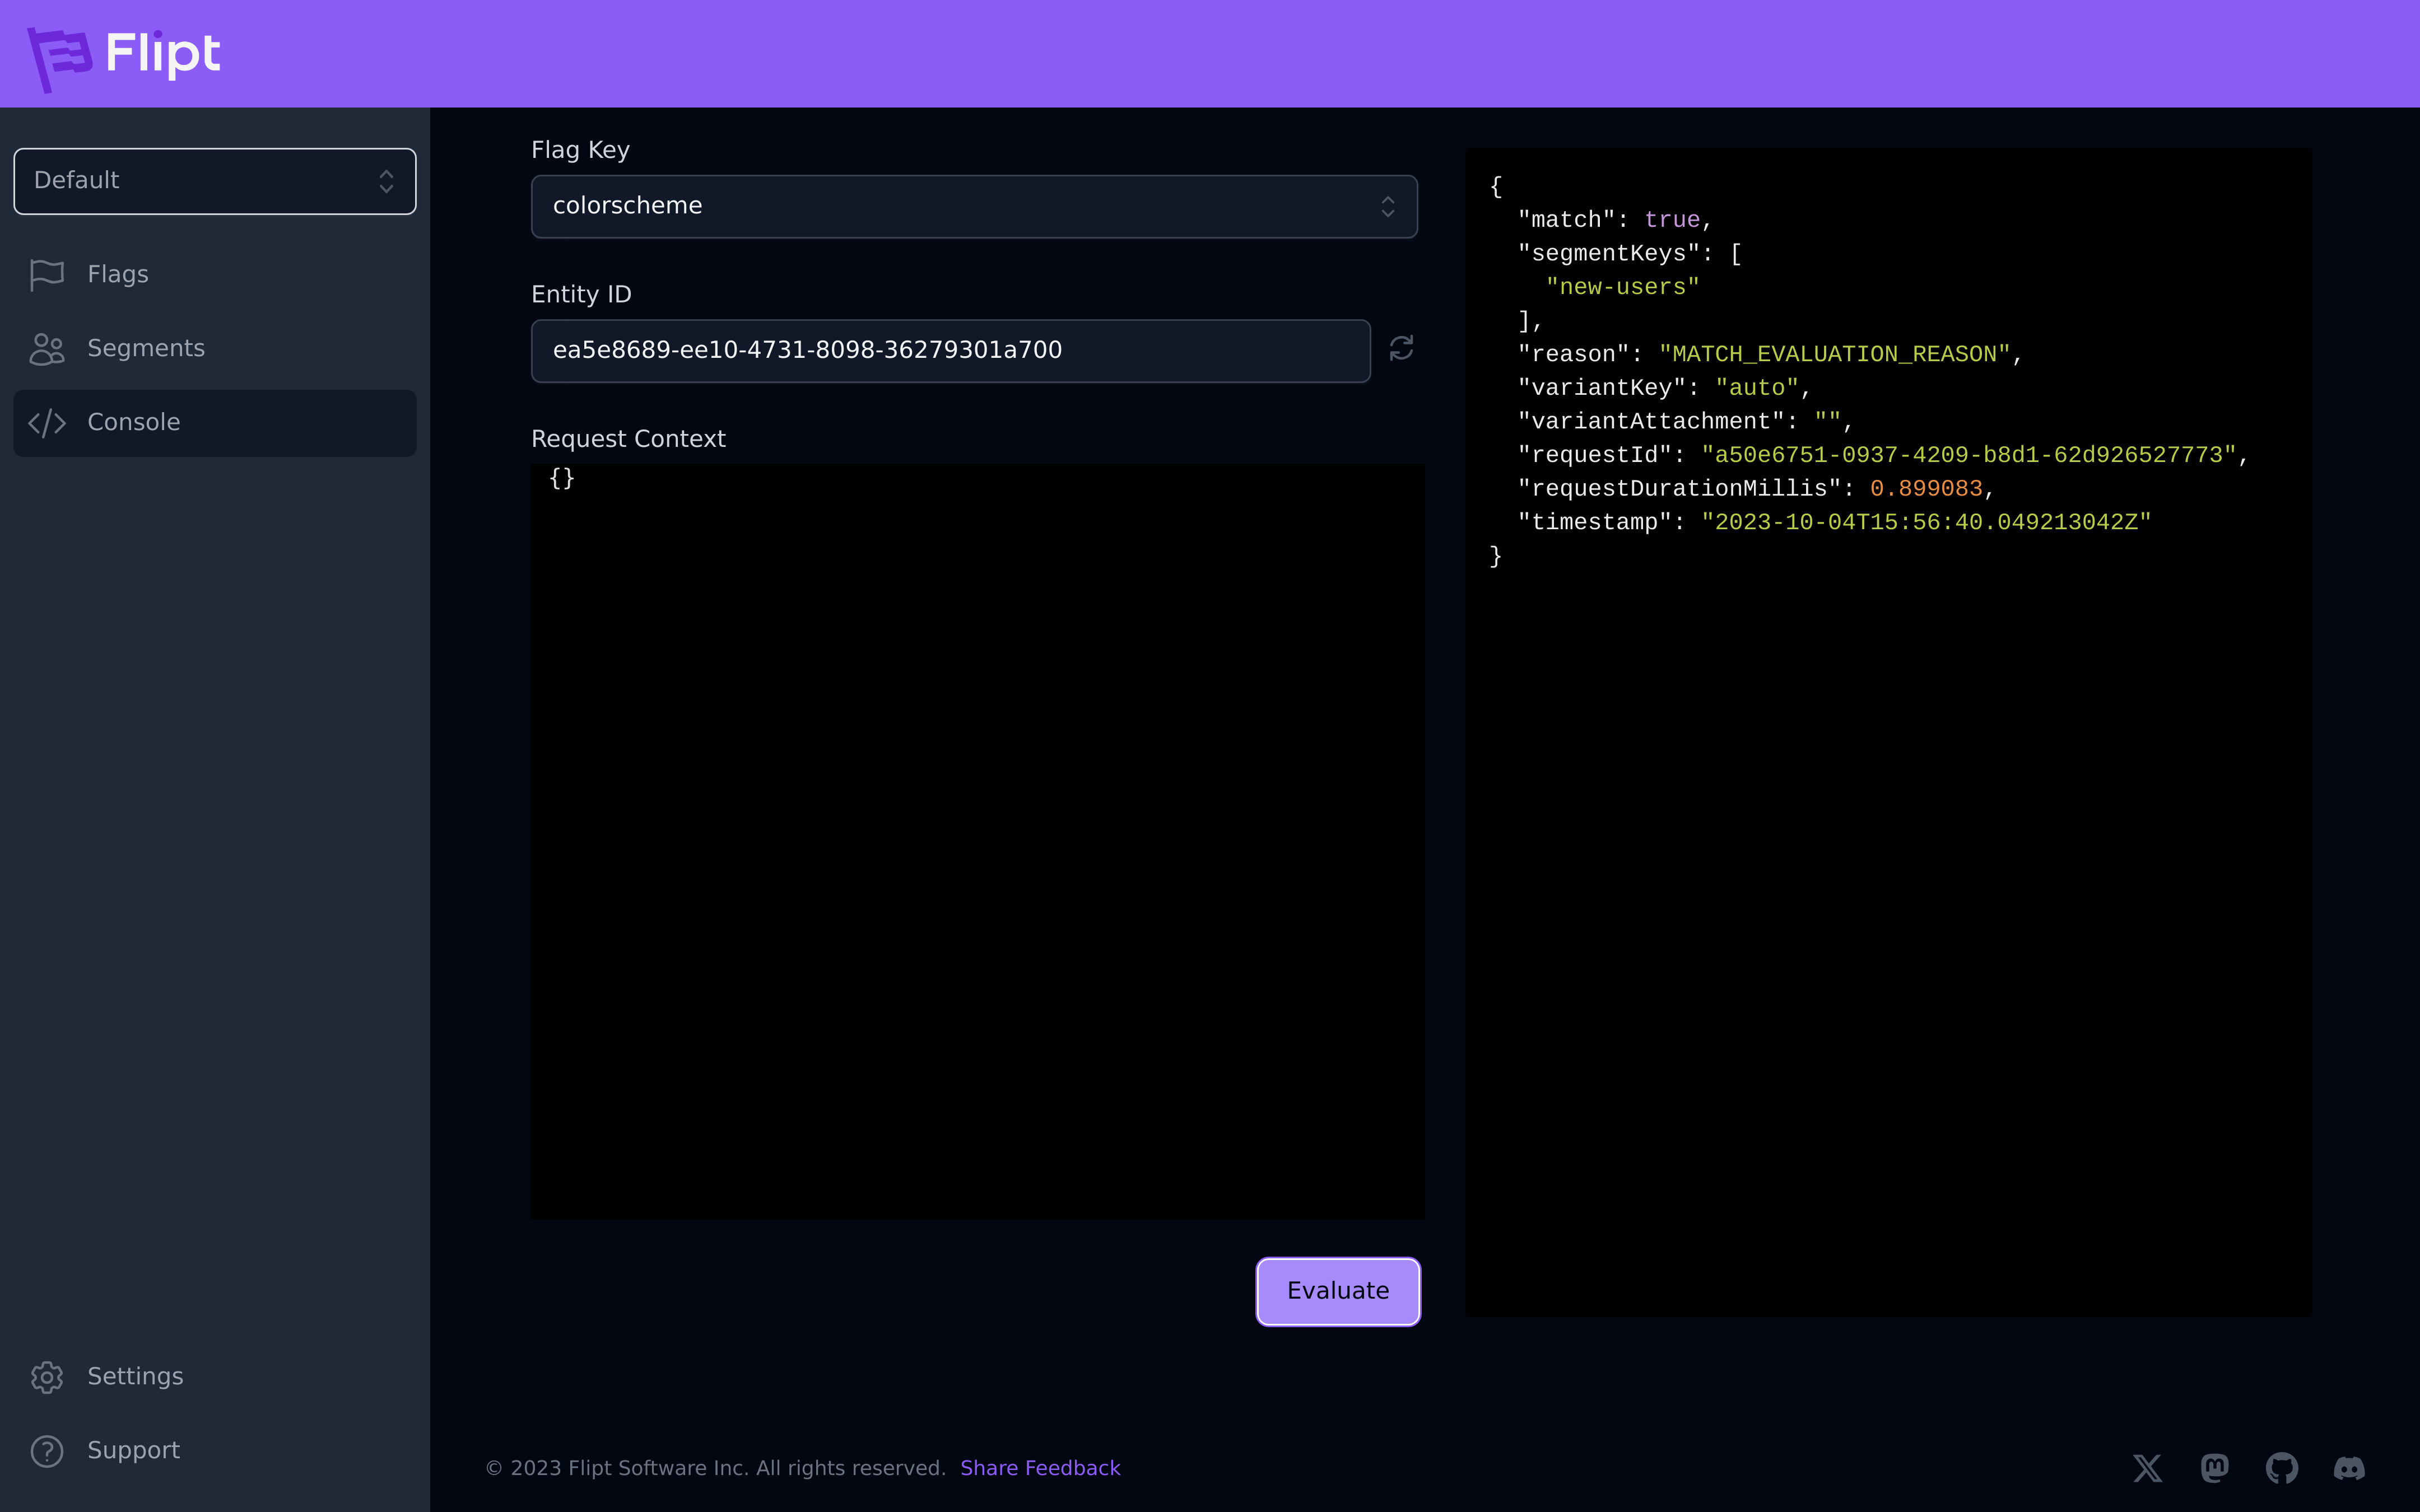 Flipt
Default
Flags
Segments
Console
Settings
Support
Flag Key
colorscheme
Entity ID
ea5e8689-ee10-4731-8098-36279301a700
Request Context
{}
Evaluate
{
  "match": true,
  "segmentKeys": [
    "new-users"
  ],
  "reason": "MATCH_EVALUATION_REASON",
  "variantKey": "auto",
  "variantAttachment": "",
  "requestId": "a50e6751-0937-4209-b8d1-62d926527773",
  "requestDurationMillis": 0.899083,
  "timestamp": "2023-10-04T15:56:40.049213042Z"
}
© 2023 Flipt Software Inc. All rights reserved. Share Feedback